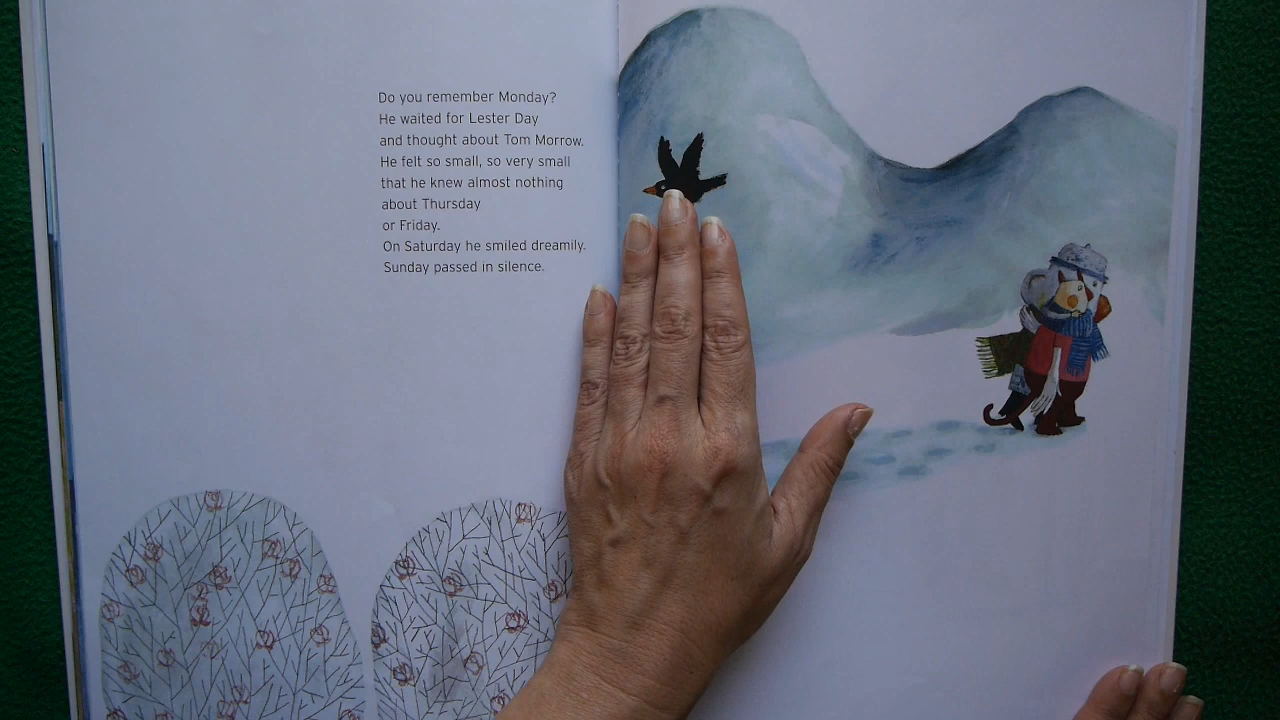 Do you remember Monday?
He waited for Lester Day
and thought about Tom Morrow.
He felt so small, so very small
that he knew almost nothing
about Thursday
or Friday.
On Saturday he smiled dreamily.
Sunday passed in silence.